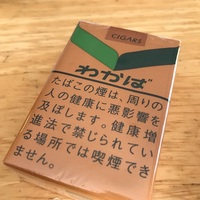 CIGARS
わかば
たばこの煙は、周りの
人の健康に悪影響を
及ぼします。健康増
進法で禁じられてい
る場所では喫煙でき
ません。